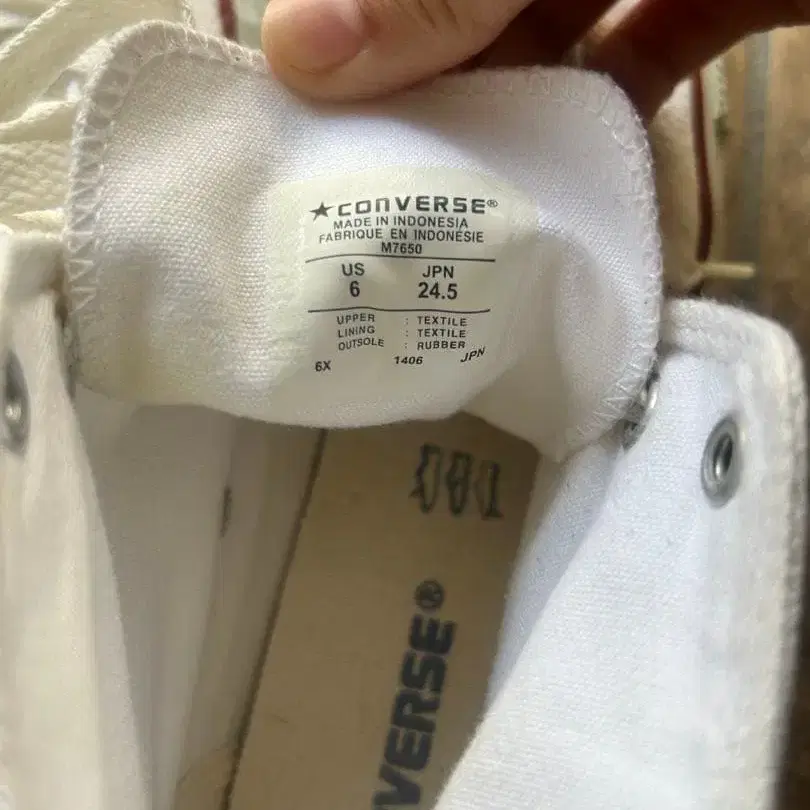 ★CONVERSE®
MADE IN INDONESIA
FABRIQUE EN INDONESIE
M7650
US JPN
6 24.5
UPPER : TEXTILE
LINING : TEXTILE
OUTSOLE : RUBBER
6X 1406 JPN
VERSE®